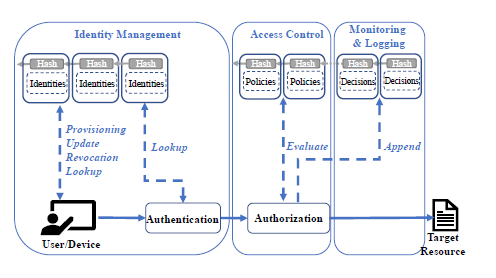 Identity Management
Access Control
Monitoring
& Logging
Hash
Hash
Hash
Hash
Hash
Hash
Hash
Identities
Identities
Identities
Policies
Policies
Decisions
Decisions
Provisioning
Update
Revocation
Lookup
Lookup
Evaluate
Append
Authentication
Authorization
User/Device
Target
Resource